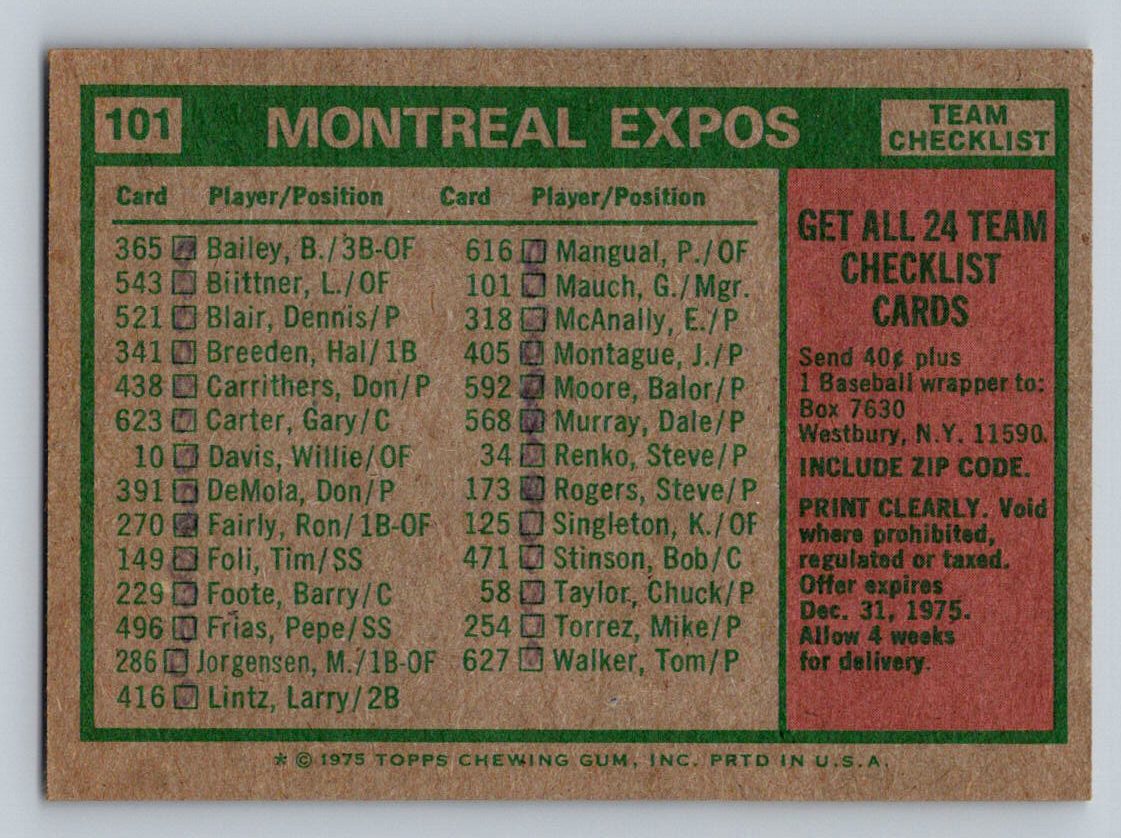 101 MONTREAL EXPOS TEAM CHECKLIST
Card Player/Position Card Player/Position
365 Bailey, B./3B-OF
543 Biittner, L./OF
521 Blair, Dennis/P
341 Breeden, Hal/1B
438 Carrithers, Don/P
623 Carter, Gary/C
10 Davis, Willie/OF
391 DeMola, Don/P
270 Fairly, Ron/1B-OF
149 Foli, Tim/SS
229 Foote, Barry/C
496 Frias, Pepe/SS
286 Jorgensen, M./1B-OF
416 Lintz, Larry/2B
616 Mangual, P./OF
101 Mauch, G./Mgr.
318 McAnally, E./P
405 Montague, J./P
592 Moore, Balor/P
568 Murray, Dale/P
34 Renko, Steve/P
173 Rogers, Steve/P
125 Singleton, K./OF
471 Stinson, Bob/C
58 Taylor, Chuck/P
254 Torrez, Mike/P
627 Walker, Tom/P
GET ALL 24 TEAM
CHECKLIST
CARDS
Send 40¢ plus
1 Baseball wrapper to:
Box 7630
Westbury, N.Y. 11590.
INCLUDE ZIP CODE.
PRINT CLEARLY. Void
where prohibited,
regulated or taxed.
Offer expires
Dec. 31, 1975.
Allow 4 weeks
for delivery.
* © 1975 TOPPS CHEWING GUM, INC. PRTD IN U.S.A.